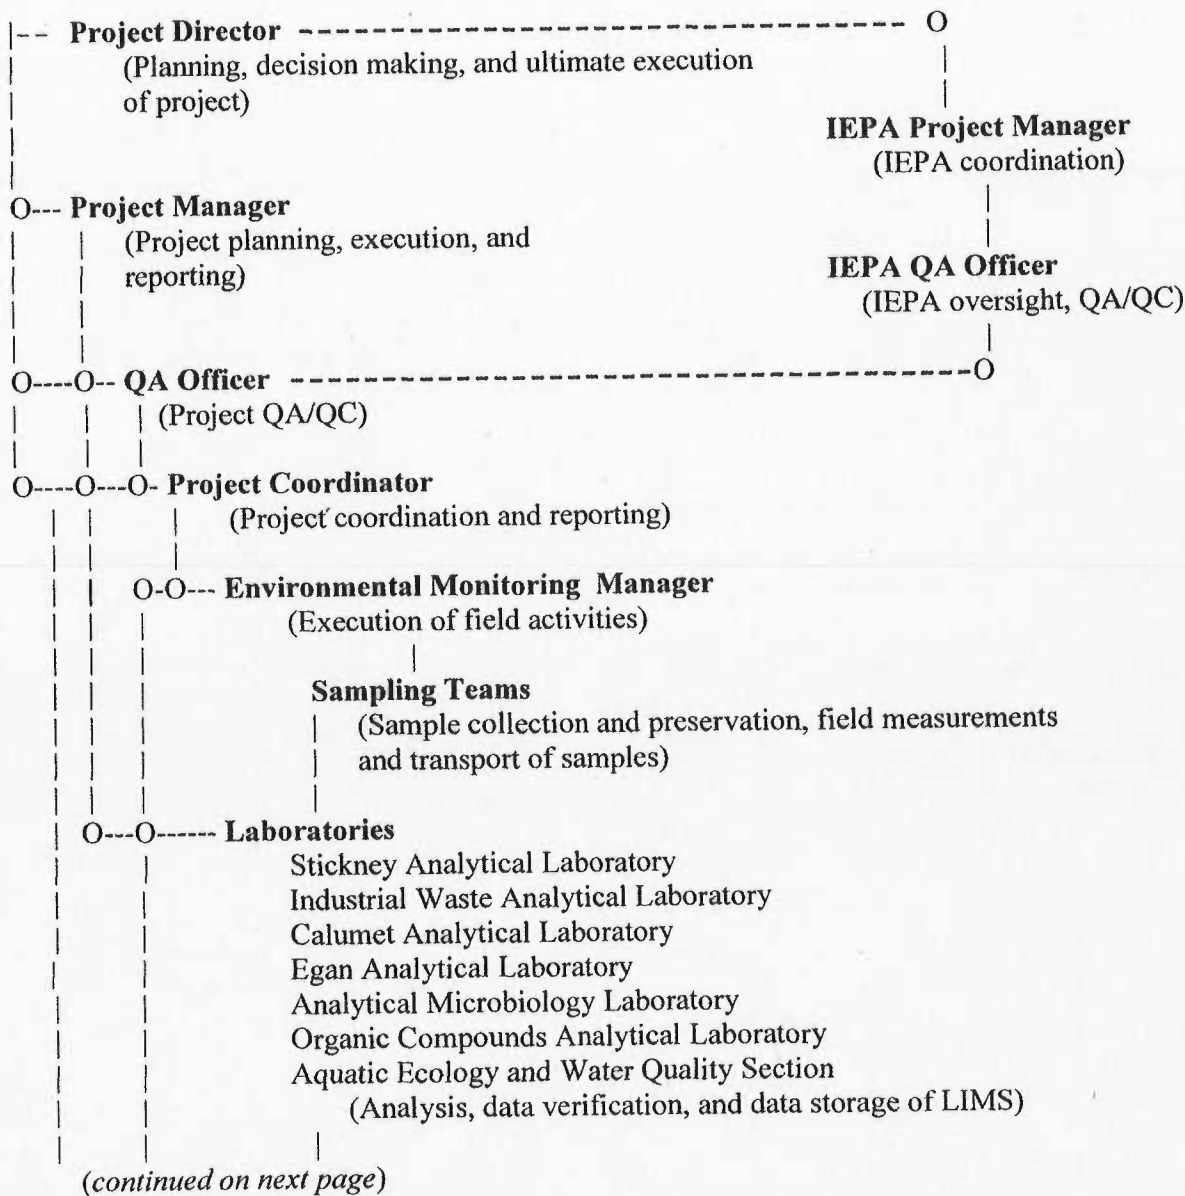 Project Director
(Planning, decision making, and ultimate execution
of project)
IEPA Project Manager
(IEPA coordination)
Project Manager
(Project planning, execution, and
reporting)
IEPA QA Officer
(IEPA oversight, QA/QC)
QA Officer
(Project QA/QC)
Project Coordinator
(Project coordination and reporting)
Environmental Monitoring Manager
(Execution of field activities)
Sampling Teams
(Sample collection and preservation, field measurements
and transport of samples)
Laboratories
Stickney Analytical Laboratory
Industrial Waste Analytical Laboratory
Calumet Analytical Laboratory
Egan Analytical Laboratory
Analytical Microbiology Laboratory
Organic Compounds Analytical Laboratory
Aquatic Ecology and Water Quality Section
(Analysis, data verification, and data storage of LIMS)
(continued on next page)